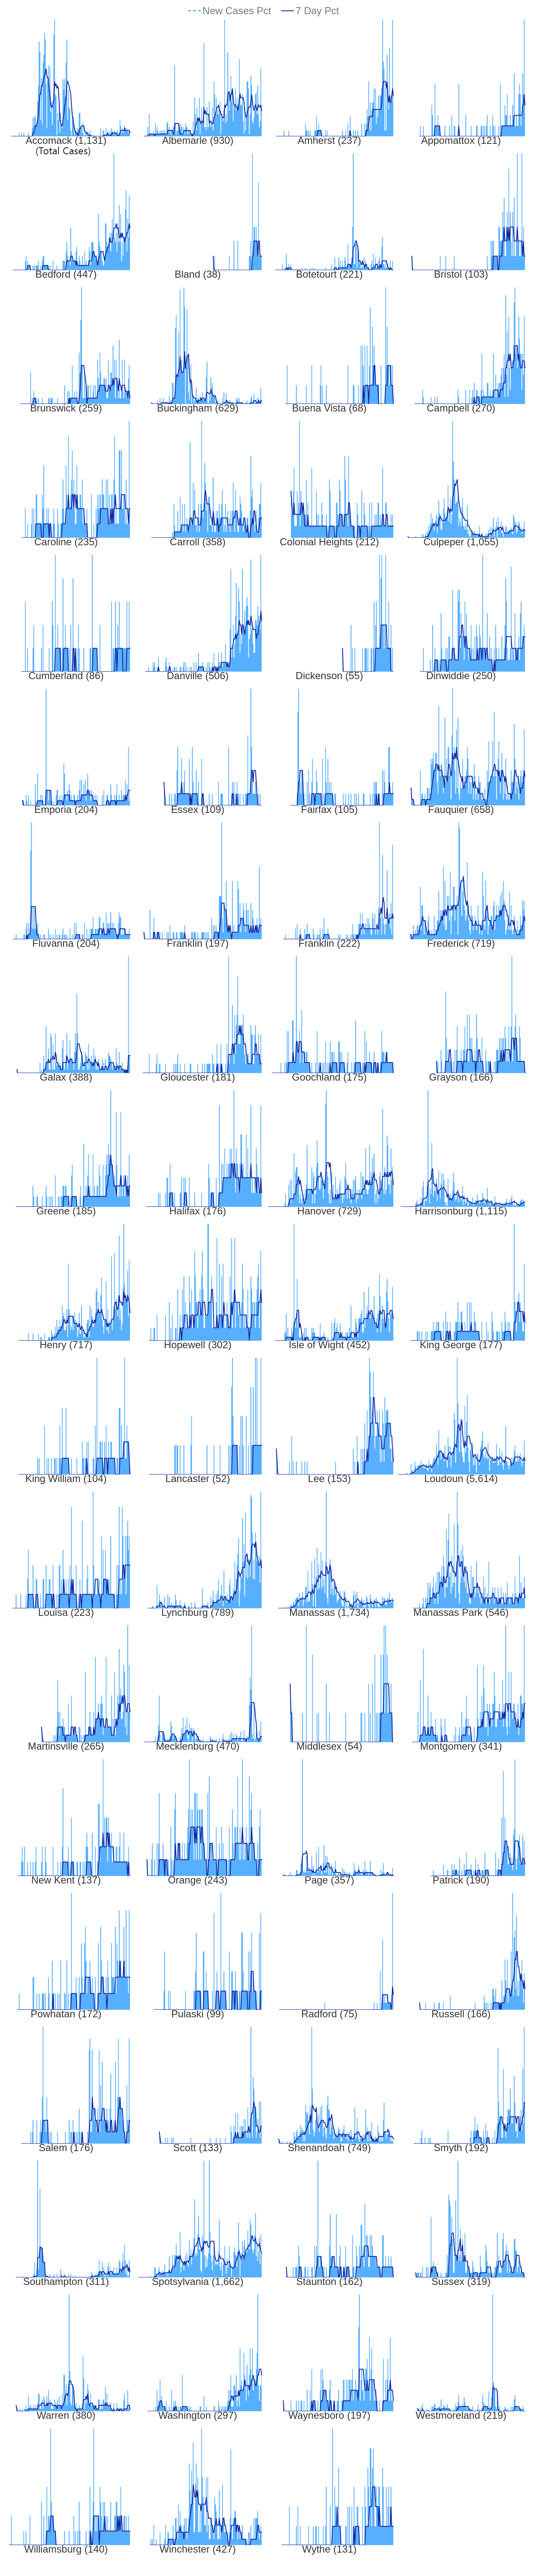 New Cases Pct 7 Day Pct
Accomack (1,131) Albemarle (930) Amherst (237) Appomattox (121)
(Total Cases)
Bedford (447) Bland (38) Botetourt (221) Bristol (103)
Brunswick (259) Buckingham (629) Buena Vista (68) Campbell (270)
Caroline (235) Carroll (358) Colonial Heights (212) Culpeper (1,055)
Cumberland (86) Danville (506) Dickenson (55) Dinwiddie (250)
Emporia (204) Essex (109) Fairfax (105) Fauquier (658)
Fluvanna (204) Franklin (197) Franklin (222) Frederick (719)
Galax (388) Gloucester (181) Goochland (175) Grayson (166)
Greene (185) Halifax (176) Hanover (729) Harrisonburg (1,115)
Henry (717) Hopewell (302) Isle of Wight (452) King George (177)
King William (104) Lancaster (52) Lee (153) Loudoun (5,614)
Louisa (223) Lynchburg (789) Manassas (1,734) Manassas Park (546)
Martinsville (265) Mecklenburg (470) Middlesex (54) Montgomery (341)
New Kent (137) Orange (243) Page (357) Patrick (190)
Powhatan (172) Pulaski (99) Radford (75) Russell (166)
Salem (176) Scott (133) Shenandoah (749) Smyth (192)
Southampton (311) Spotsylvania (1,662) Staunton (162) Sussex (319)
Warren (380) Washington (297) Waynesboro (197) Westmoreland (219)
Williamsburg (140) Winchester (427) Wythe (131)